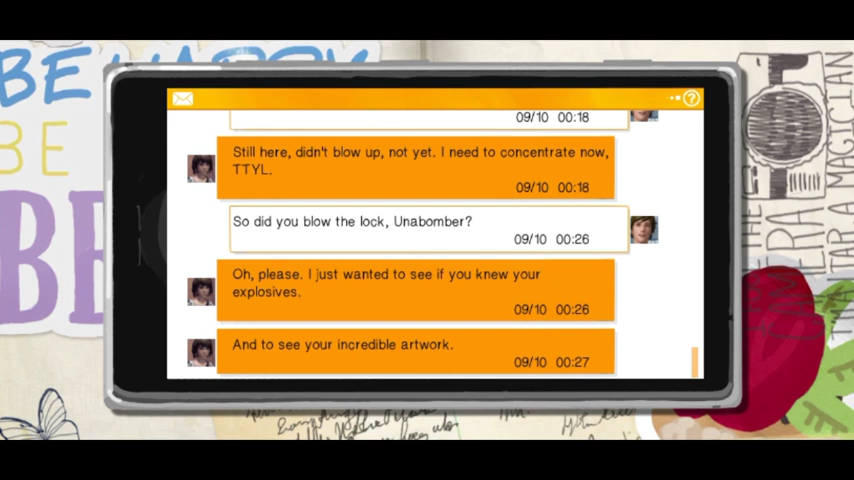 BE HAPPY
BE
BE
09/10 00:18
Still here, didn't blow up, not yet. I need to concentrate now,
TTYL.
09/10 00:18
So did you blow the lock, Unabomber?
09/10 00:26
Oh, please. I just wanted to see if you knew your
explosives.
09/10 00:26
And to see your incredible artwork.
09/10 00:27
?
THE
CAMERA
A MAGICIAN